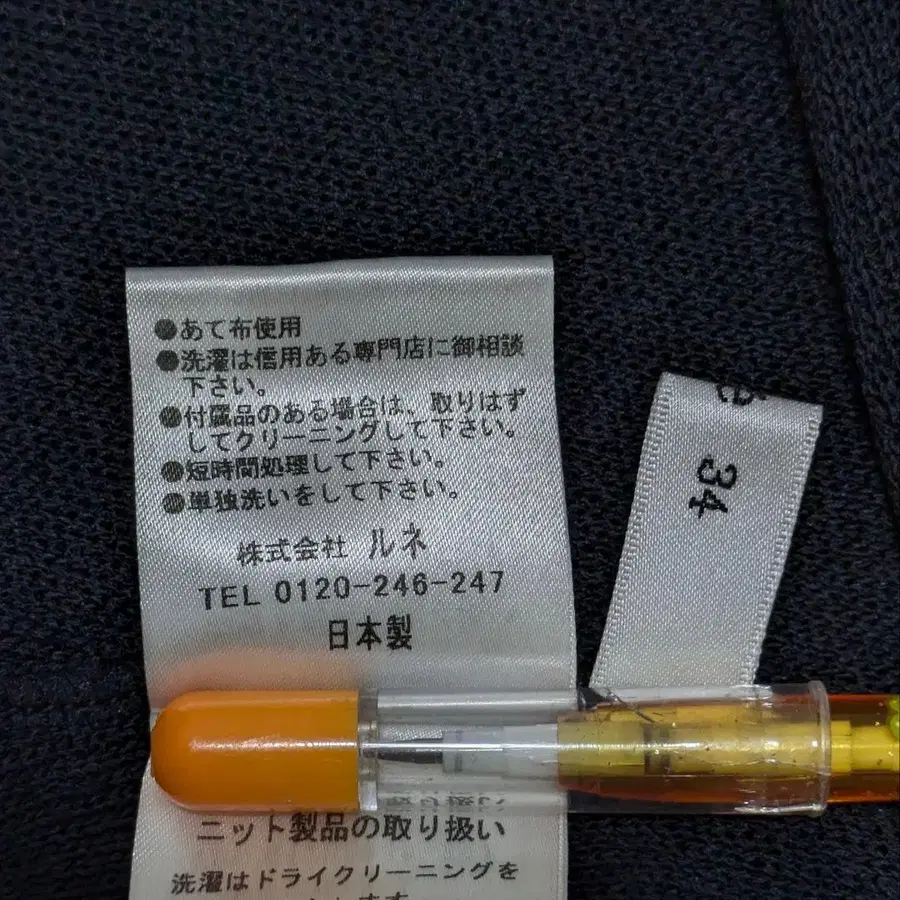 ●あて布使用
●洗濯は信用ある専門店に御相談
下さい。
●付属品のある場合は、取りはず
してクリーニングして下さい。
●短時間処理して下さい。
●単独洗いをして下さい。
株式会社 ルネ
TEL 0120-246-247
日本製
ニット製品の取り扱い
洗濯はドライクリーニングを
34